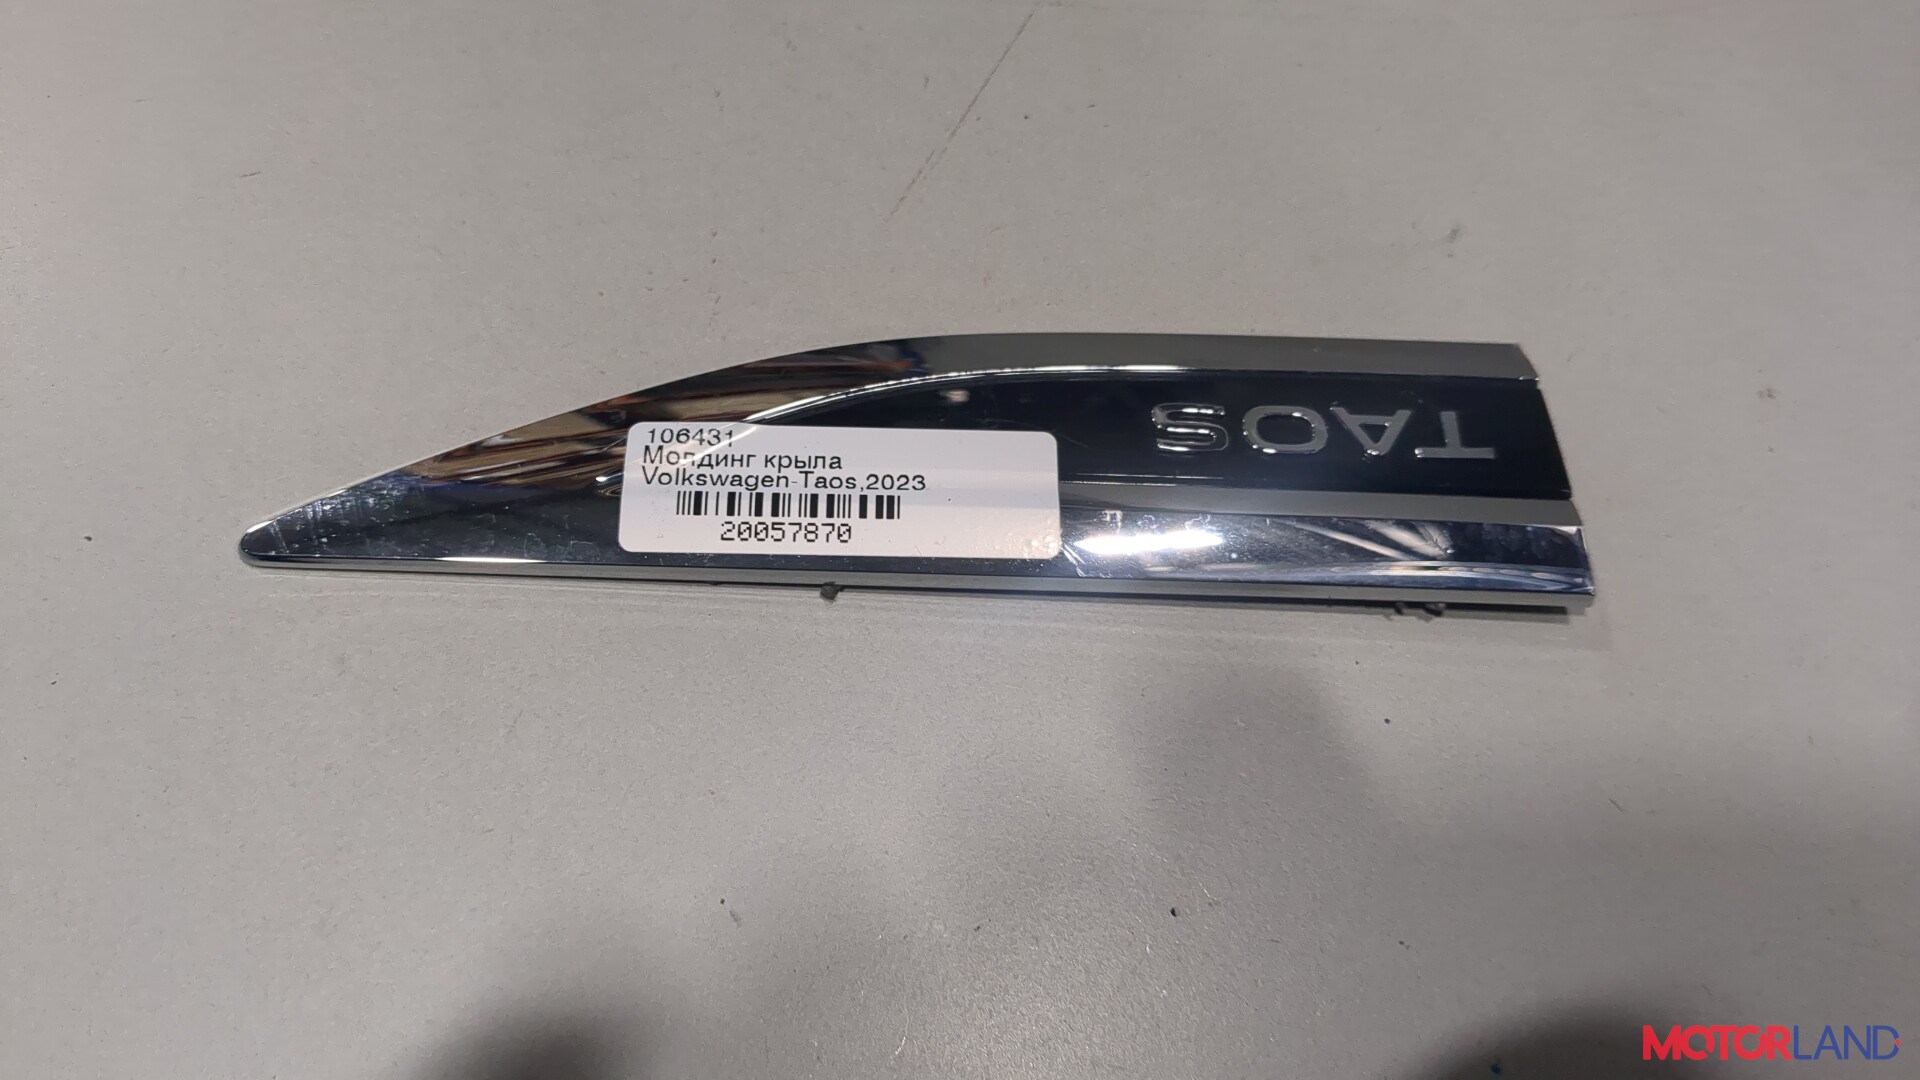 TAOS
106431
Молдинг крыла
Volkswagen-Taos,2023
20057870
MOTORLAND